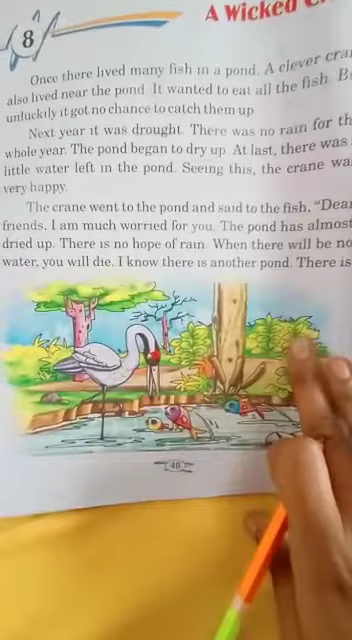 8
A Wicked
Once there lived many fish in a pond. A clever
also lived near the pond. It wanted to eat all the fish.
unluckily it got no chance to catch them up
Next year it was drought. There was no rain for
whole year. The pond began to dry up. At last, there was
little water left in the pond. Seeing this, the crane
very happy.
The crane went to the pond and said to the fish, "Dear
friends, I am much worried for you. The pond has almost
dried up. There is no hope of rain. When there will be no
water, you will die. I know there is another pond. There is
48